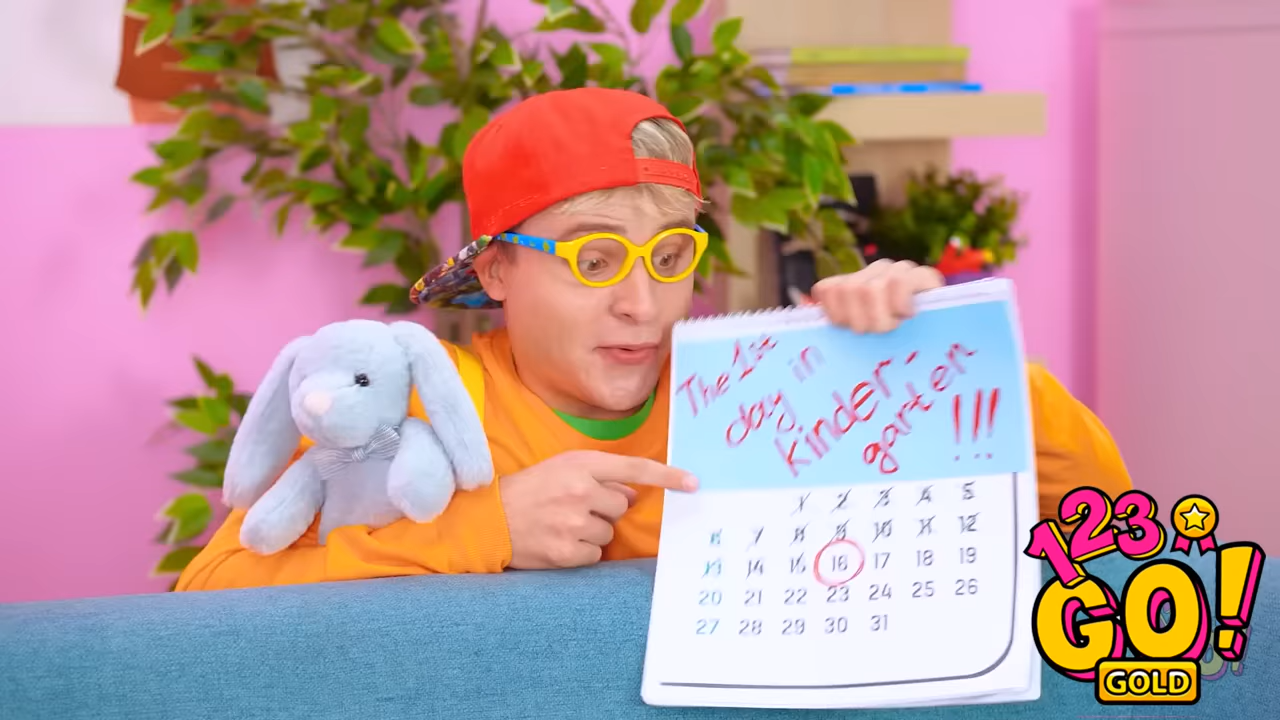 The 1st
day in
kinder-
garten
!!!
1 2 3 4 5
6 7 8 9 10 11 12
13 14 15 16 17 18 19
20 21 22 23 24 25 26
27 28 29 30 31
123
GO!
GOLD